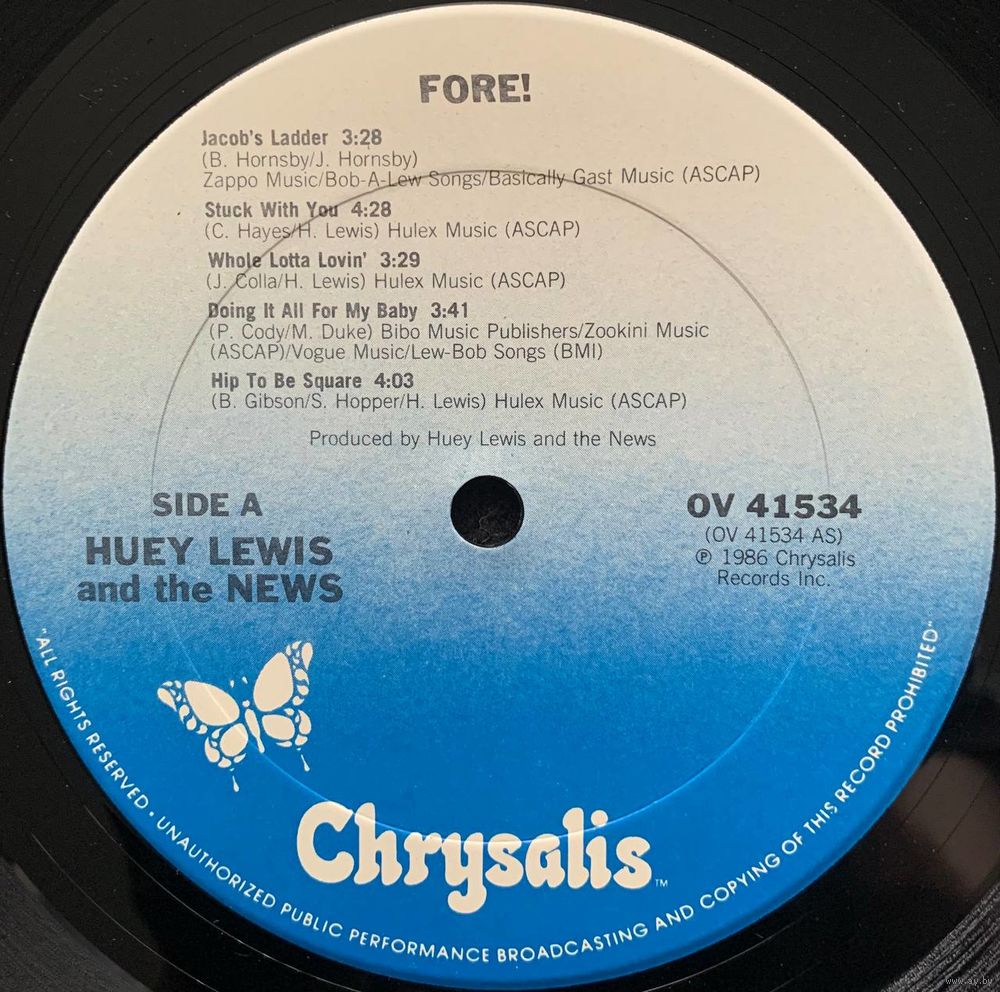 FORE!
Jacob's Ladder 3:28
(B. Hornsby/J. Hornsby)
Zappo Music/Bob-A-Lew Songs/Basically Gast Music (ASCAP)
Stuck With You 4:28
(C. Hayes/H. Lewis) Hulex Music (ASCAP)
Whole Lotta Lovin' 3:29
(J. Colla/H. Lewis) Hulex Music (ASCAP)
Doing It All For My Baby 3:41
(P. Cody/M. Duke) Bibo Music Publishers/Zookini Music
(ASCAP)/Vogue Music/Lew-Bob Songs (BMI)
Hip To Be Square 4:03
(B. Gibson/S. Hopper/H. Lewis) Hulex Music (ASCAP)
Produced by Huey Lewis and the News
SIDE A
HUEY LEWIS
and the NEWS
OV 41534
(OV 41534 AS)
℗ 1986 Chrysalis
Records Inc.
Chrysalis™
"ALL RIGHTS RESERVED. UNAUTHORIZED PUBLIC PERFORMANCE BROADCASTING AND COPYING OF THIS RECORD PROHIBITED"
www.ay.by